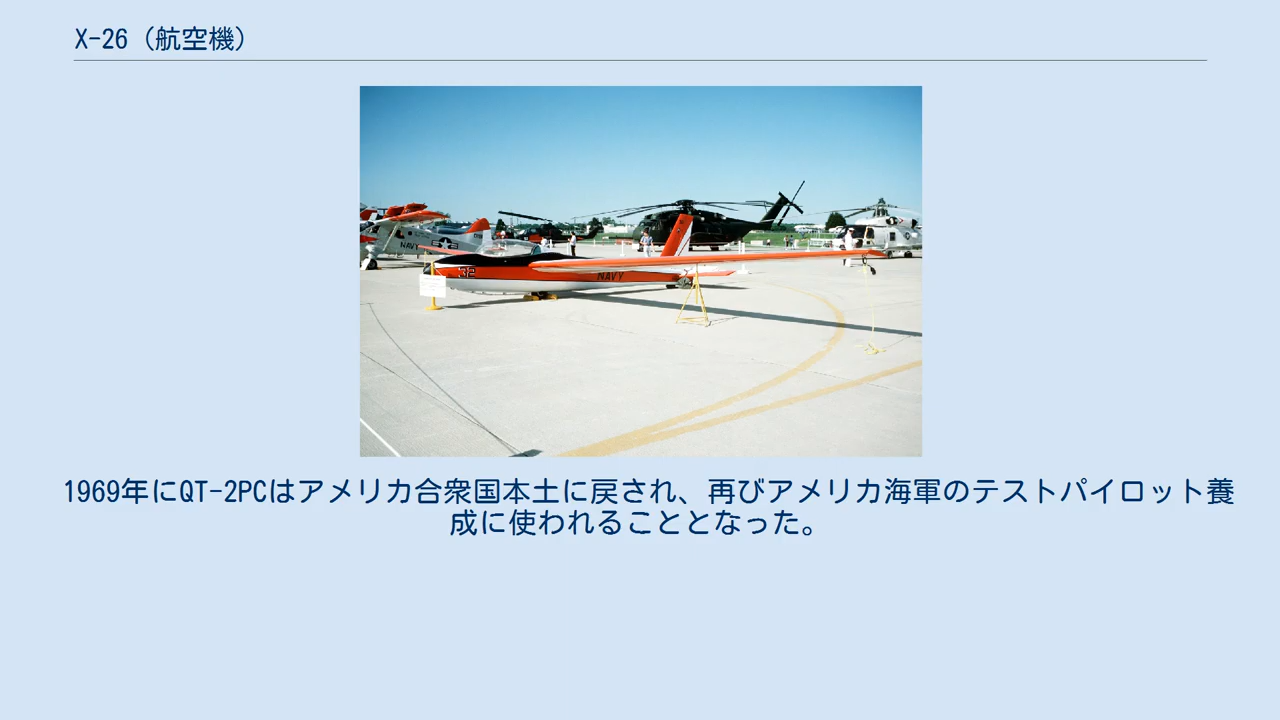 X-26（航空機）
NAVY
32
NAVY
1969年にQT-2PCはアメリカ合衆国本土に戻され、再びアメリカ海軍のテストパイロット養
成に使われることとなった。